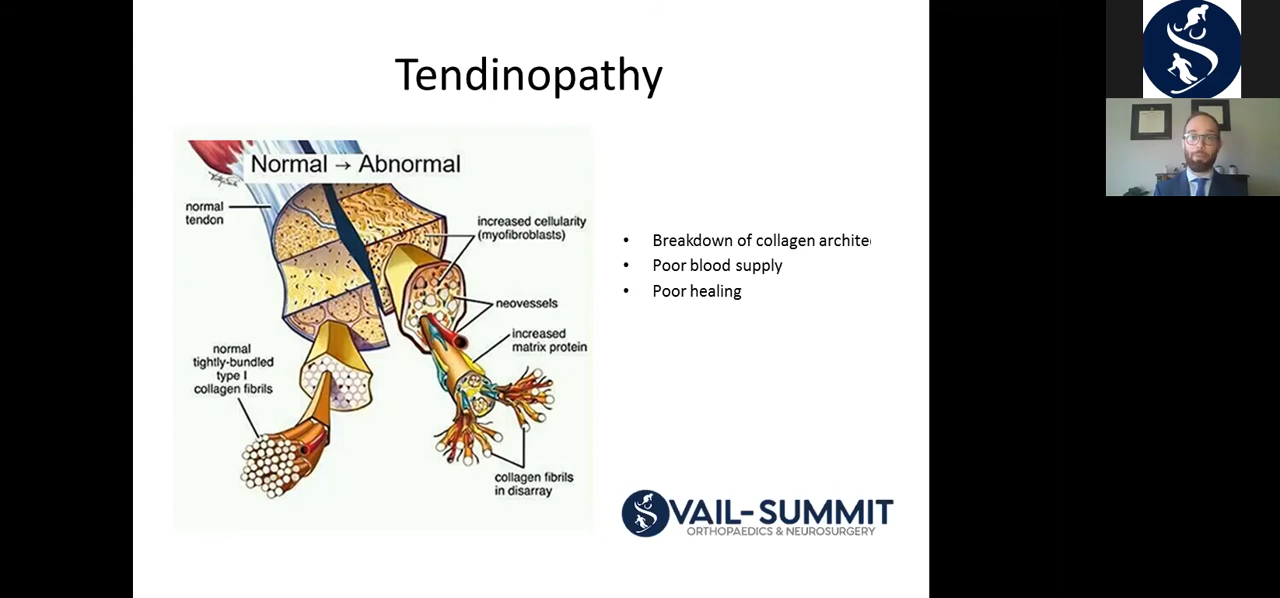 Tendinopathy
Normal → Abnormal
normal
tendon
increased cellularity
(myofibroblasts)
neovessels
increased
matrix protein
normal
tightly-bundled
type I
collagen fibrils
collagen fibrils
in disarray
• Breakdown of collagen archite
• Poor blood supply
• Poor healing
VAIL-SUMMIT
ORTHOPAEDICS & NEUROSURGERY